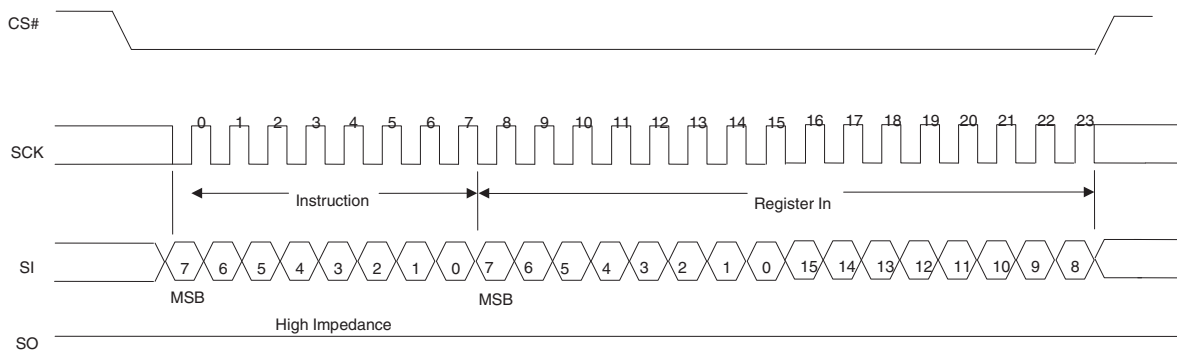 CS#
SCK
0 1 2 3 4 5 6 7 8 9 10 11 12 13 14 15 16 17 18 19 20 21 22 23
Instruction
Register In
SI
7 6 5 4 3 2 1 0 7 6 5 4 3 2 1 0 15 14 13 12 11 10 9 8
MSB
MSB
High Impedance
SO